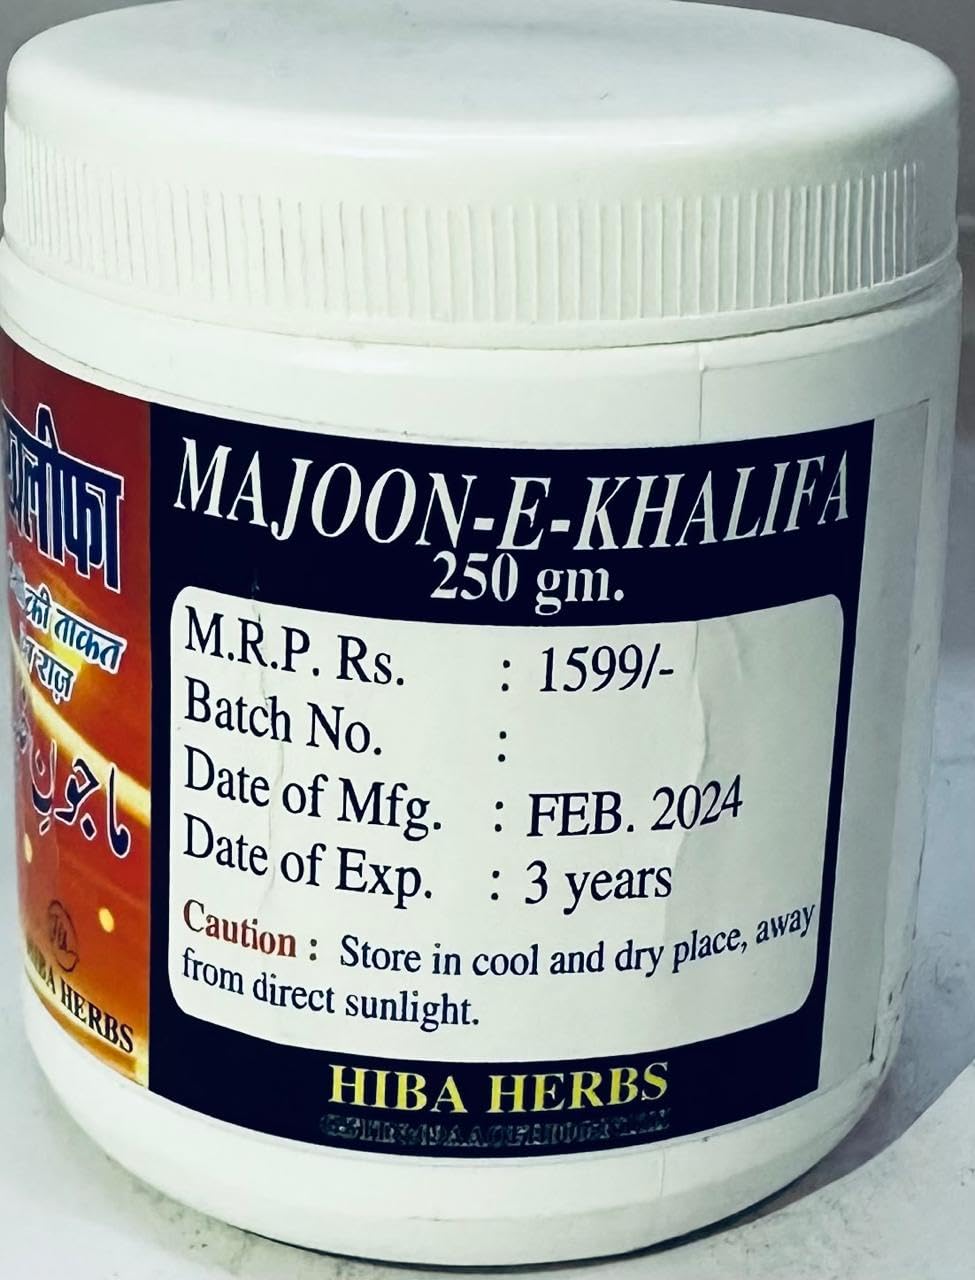 की ताकत
राज़
ماجونِ
HERBS
MAJOON-E-KHALIFA
250 gm.
M.R.P. Rs. : 1599/-
Batch No. :
Date of Mfg. : FEB. 2024
Date of Exp. : 3 years
Caution : Store in cool and dry place, away
from direct sunlight.
HIBA HERBS